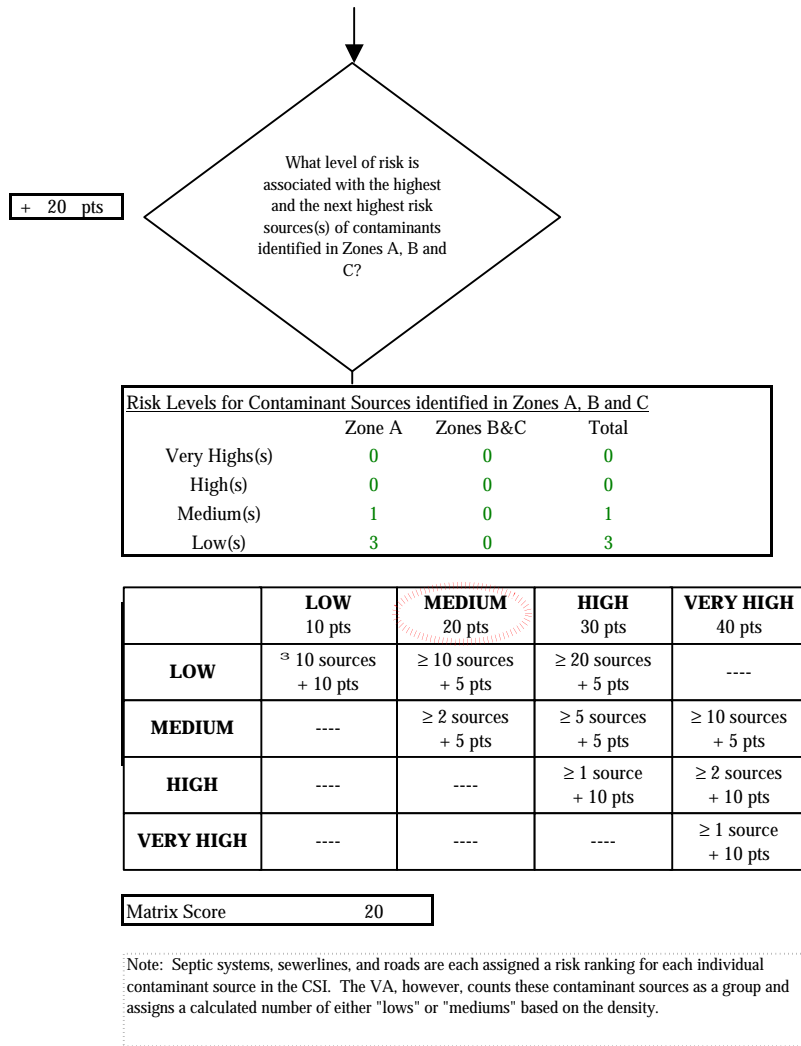 What level of risk is
associated with the highest
and the next highest risk
sources(s) of contaminants
identified in Zones A, B and
C?
+ 20 pts
Risk Levels for Contaminant Sources identified in Zones A, B and C
Zone A Zones B&C Total
Very Highs(s) 0 0 0
High(s) 0 0 0
Medium(s) 1 0 1
Low(s) 3 0 3
LOW MEDIUM HIGH VERY HIGH
10 pts 20 pts 30 pts 40 pts
LOW ³ 10 sources ≥ 10 sources ≥ 20 sources ----
+ 10 pts + 5 pts + 5 pts
MEDIUM ---- ≥ 2 sources ≥ 5 sources ≥ 10 sources
+ 5 pts + 5 pts + 5 pts
HIGH ---- ---- ≥ 1 source ≥ 2 sources
+ 10 pts + 10 pts
VERY HIGH ---- ---- ---- ≥ 1 source
+ 10 pts
Matrix Score 20
Note: Septic systems, sewerlines, and roads are each assigned a risk ranking for each individual
contaminant source in the CSI. The VA, however, counts these contaminant sources as a group and
assigns a calculated number of either "lows" or "mediums" based on the density.